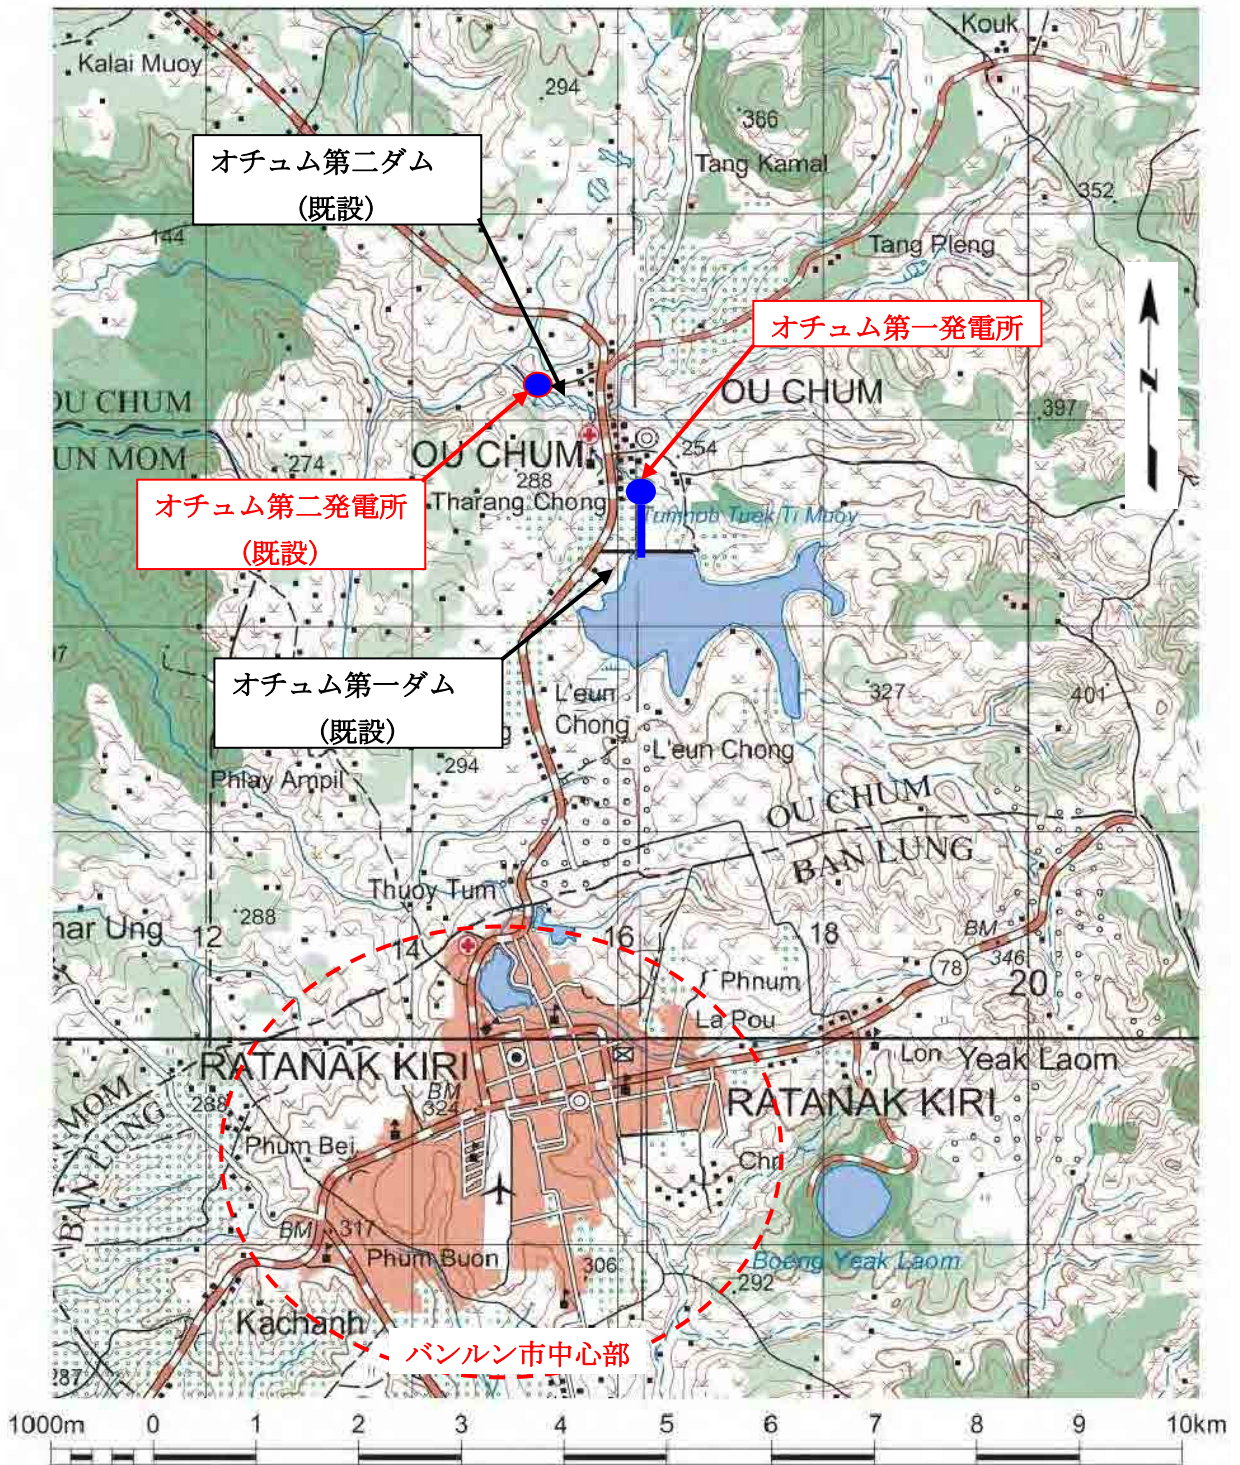 Kouk
Kalai Muoy
294
386
オチュム第二ダム
(既設)
Tang Kamal
352
144
Tang Pleng
オチュム第一発電所
OU CHUM
OU CHUM
397
UN MOM
OU CHUM
254
274
288
オチュム第二発電所
(既設)
Tharang Chong
Tumnob Tuek Ti Muoy
オチュム第一ダム
(既設)
L'eun
Chong
327
401
L'eun Chong
294
Phlay Ampil
OU CHUM
BAN LUNG
Thuoy Tum
288
har Ung
12
14
16
18
BM
346
78
20
Phnum
La Pou
RATANAK KIRI
Lon
Yeak Laom
BM
324
288
MOM
BAN LUNG
RATANAK KIRI
Phum Bei
Chr
BM
317
Phum Buon
306
Boeng Yeak Laom
292
Kachanh
バンルン市中心部
287
1000m 0 1 2 3 4 5 6 7 8 9 10km